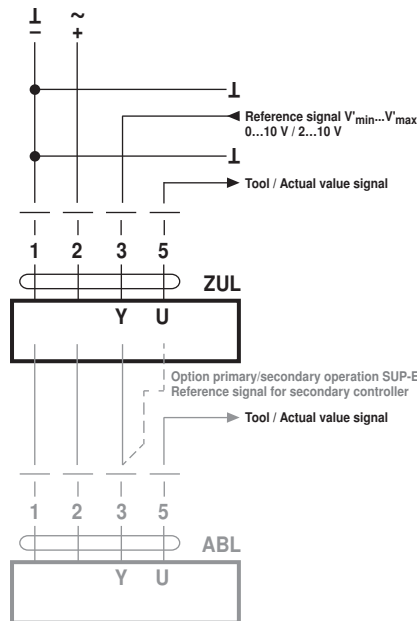 ⊥ ~
− +
⊥
Reference signal V'min...V'max
0...10 V / 2...10 V
⊥
Tool / Actual value signal
1 2 3 5
ZUL
Y U
Option primary/secondary operation SUP-E
Reference signal for secondary controller
Tool / Actual value signal
1 2 3 5
ABL
Y U